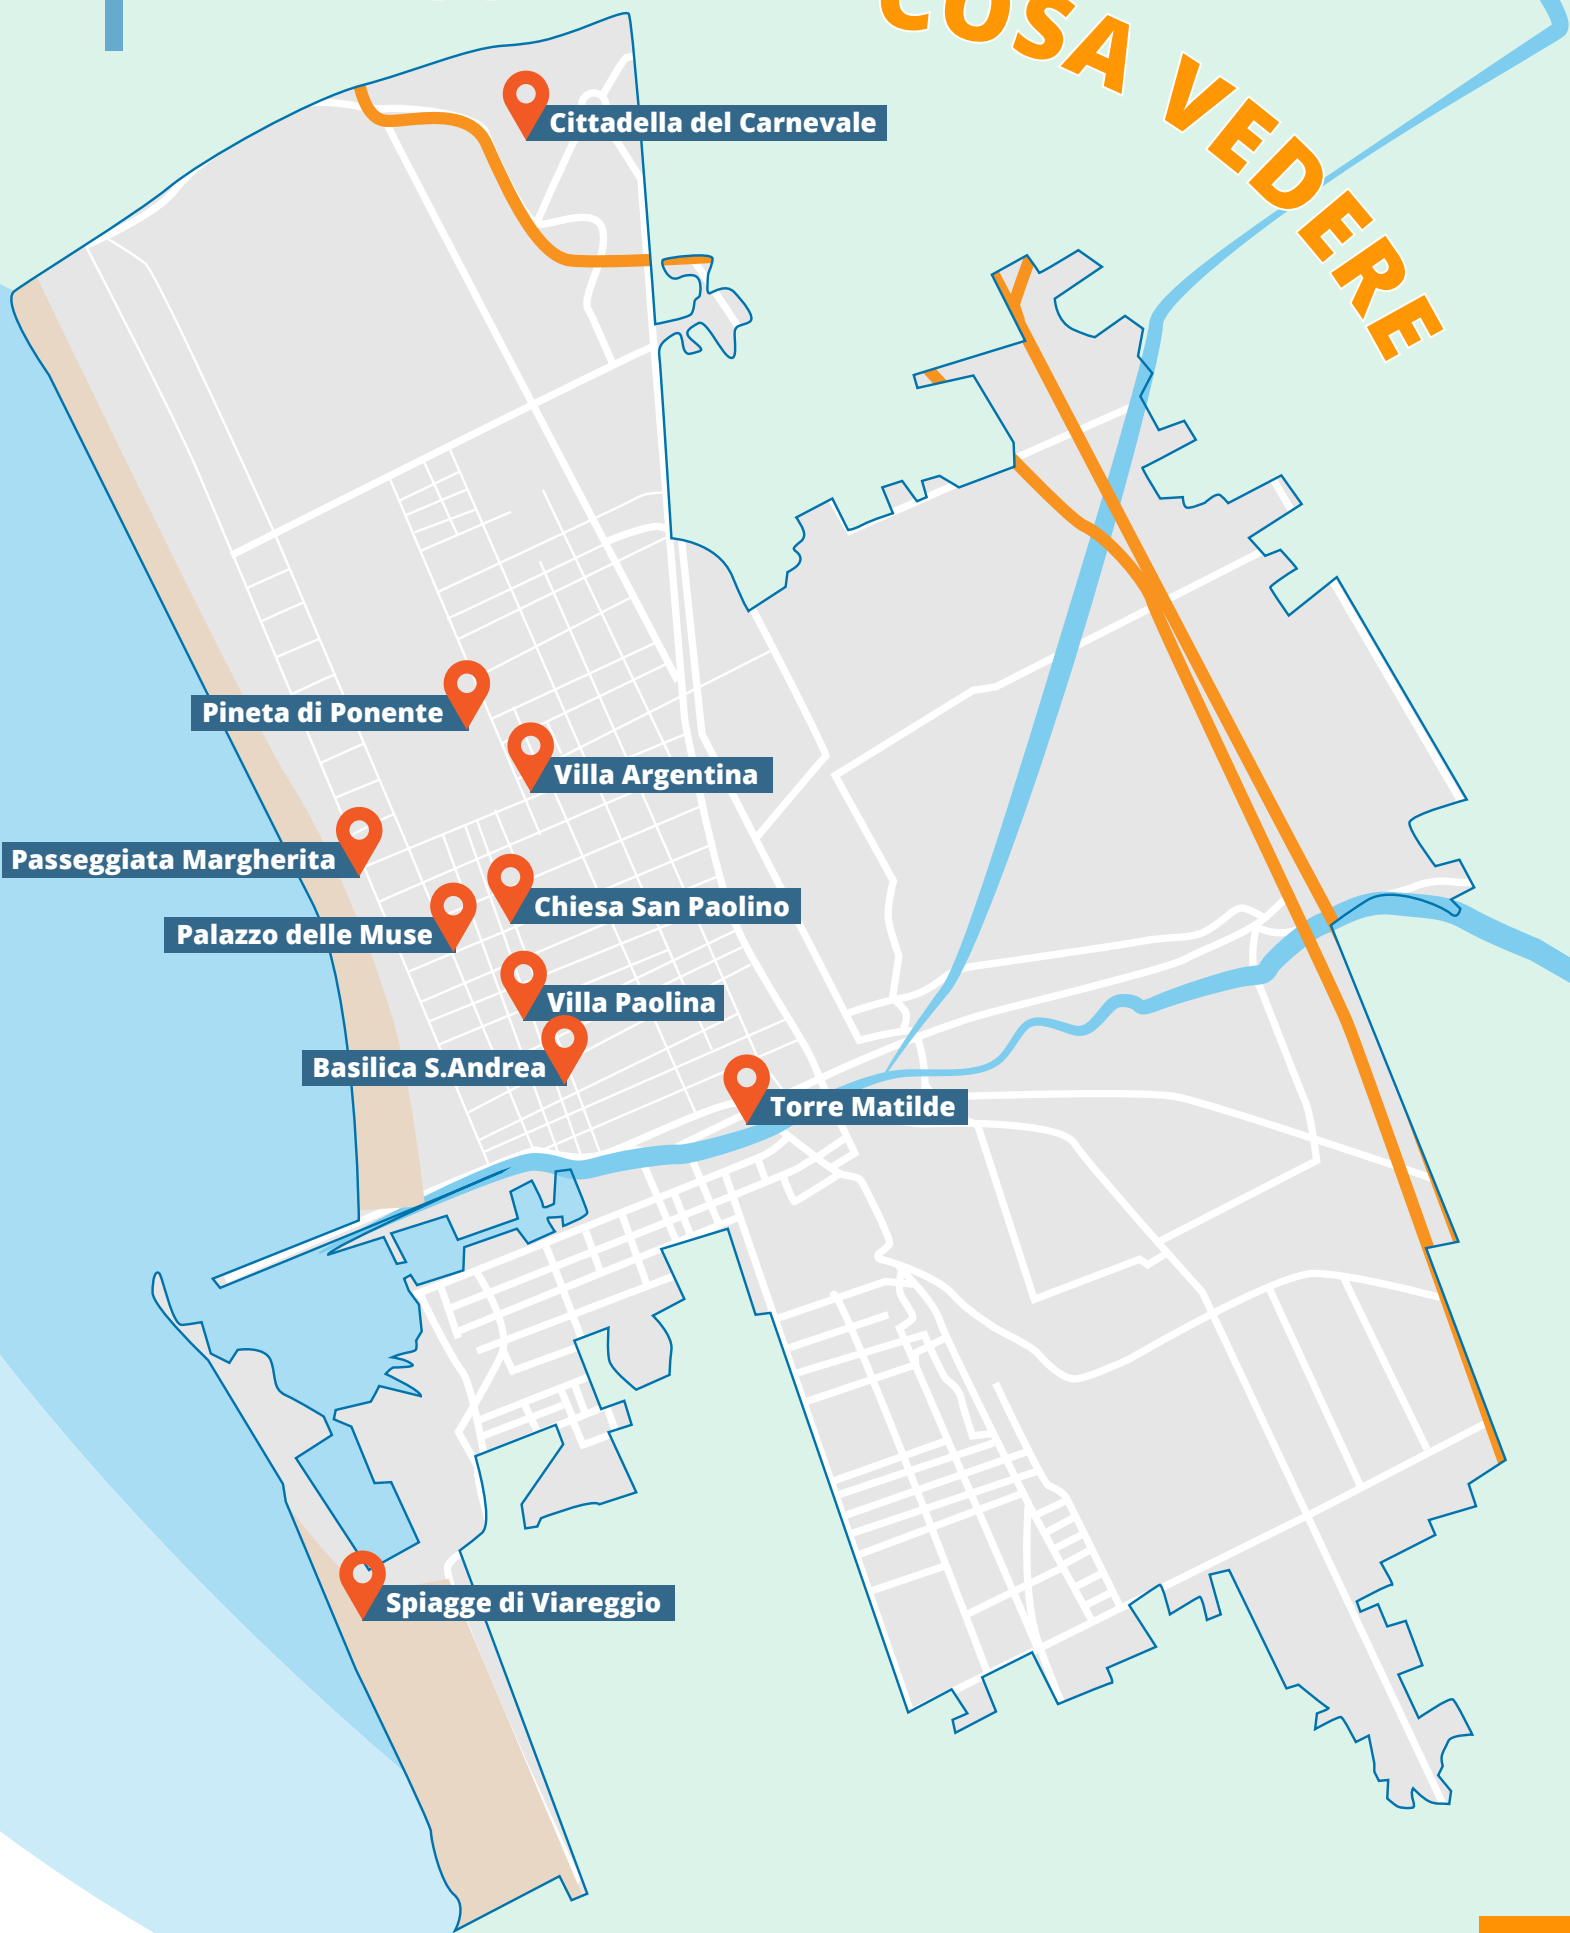 COSA VEDERE
Cittadella del Carnevale
Pineta di Ponente
Villa Argentina
Passeggiata Margherita
Chiesa San Paolino
Palazzo delle Muse
Villa Paolina
Basilica S.Andrea
Torre Matilde
Spiagge di Viareggio